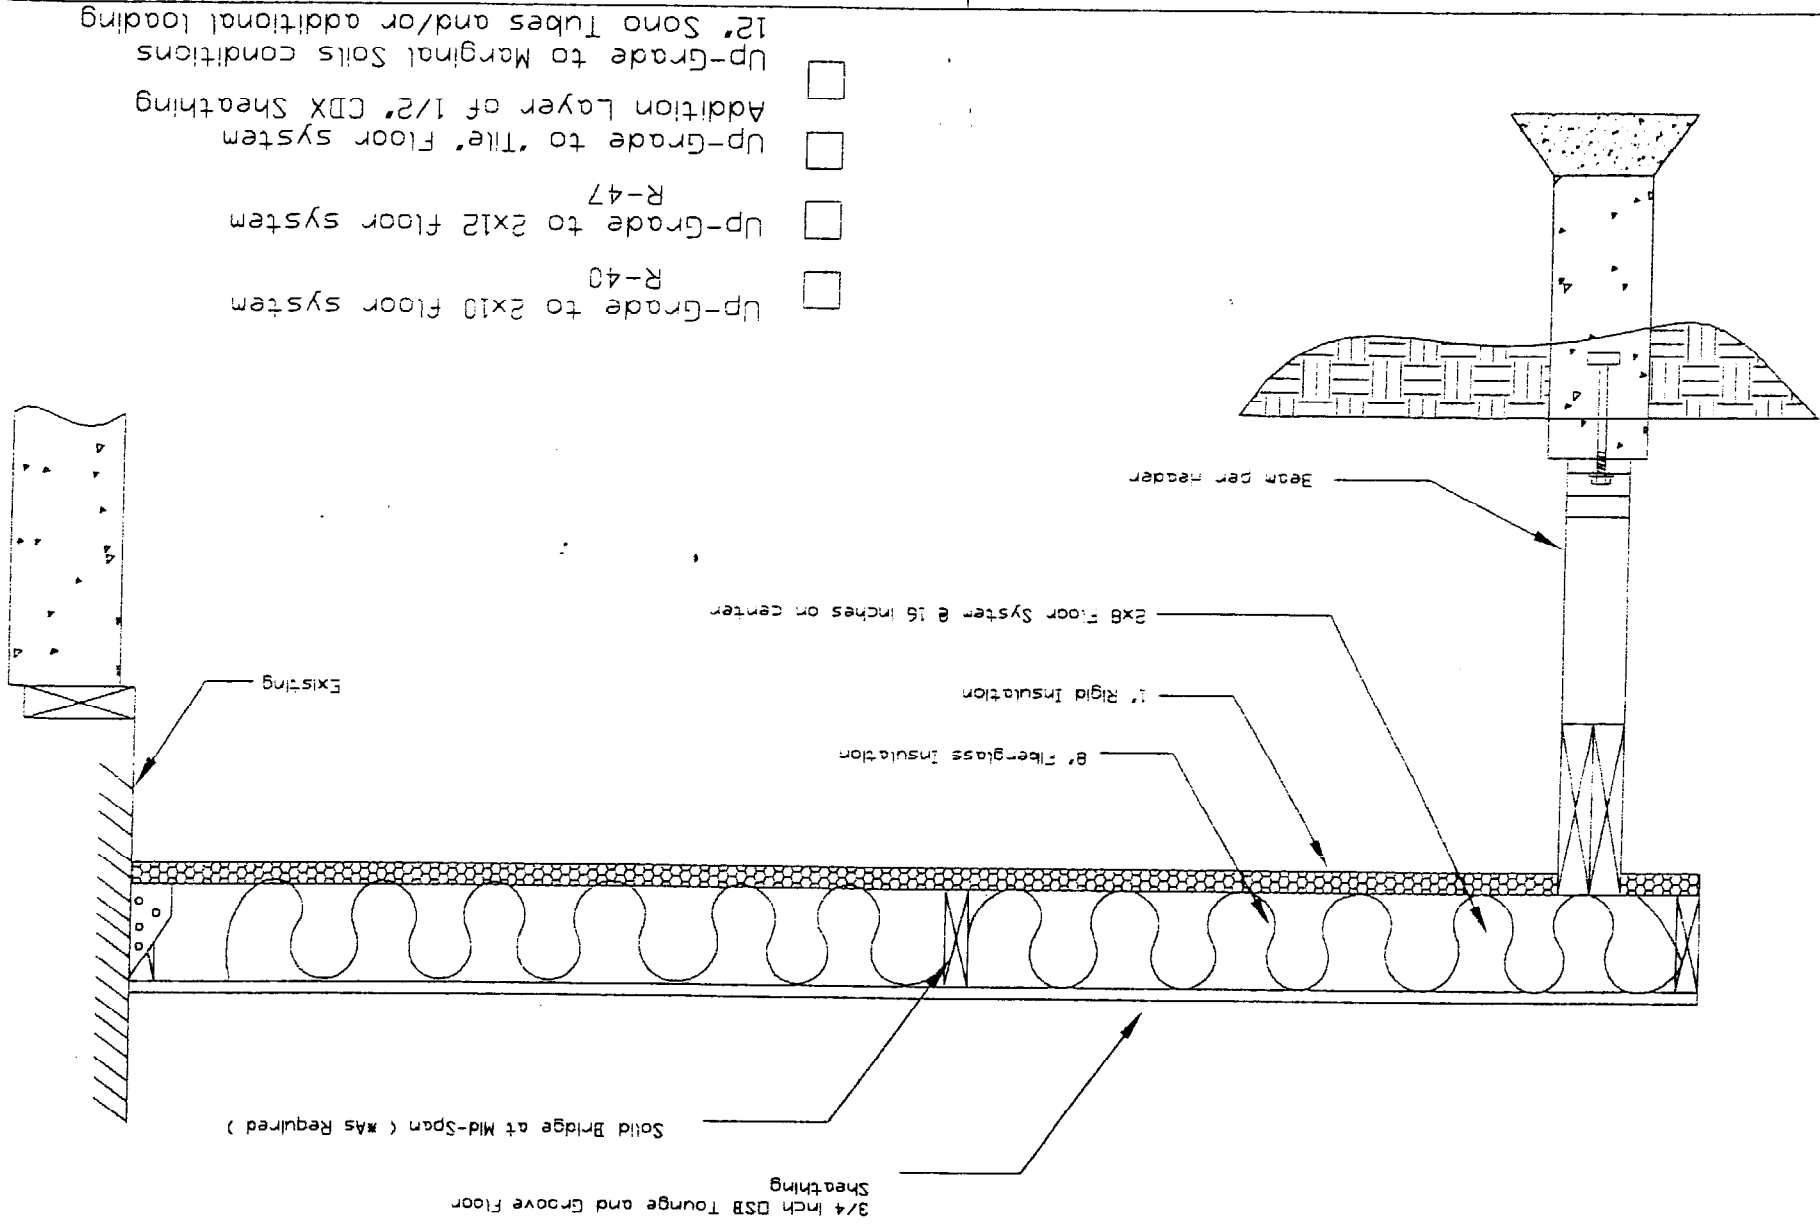 3/4 inch OSB Tounge and Groove Floor
Sheathing
Solid Bridge at Mid-Span ( *As Required )
8" Fiberglass Insulation
1" Rigid Insulation
Existing
2x8 Floor System @ 16 inches on center
Beam per Header
Up-Grade to 2x10 floor system
R-40
Up-Grade to 2x12 floor system
R-47
Up-Grade to "Tile" Floor system
Addition Layer of 1/2" CDX Sheathing
Up-Grade to Marginal Soils conditions
12" Sono Tubes and/or additional loading